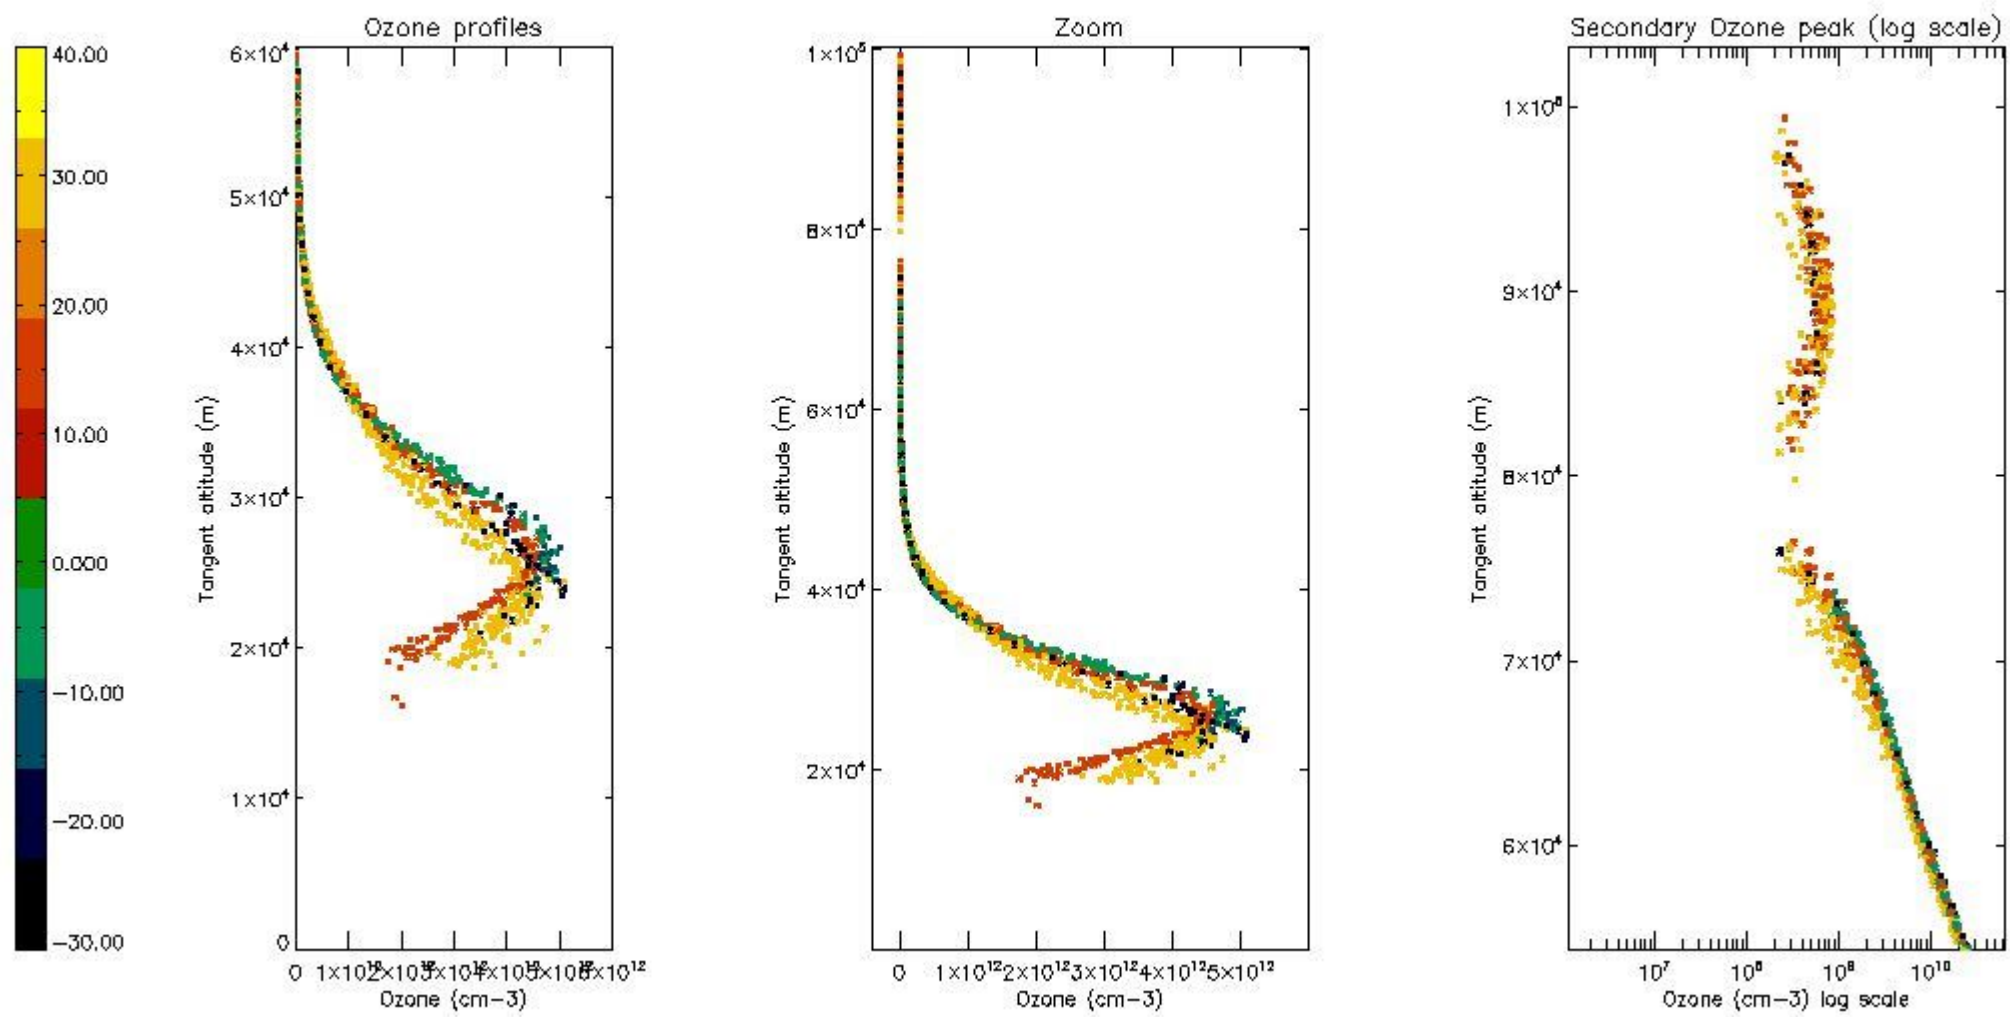 Ozone profiles
Zoom
Secondary Ozone peak (log scale)
40.00
30.00
20.00
10.00
0.000
−10.00
−20.00
−30.00
6×10⁴
5×10⁴
4×10⁴
3×10⁴
2×10⁴
1×10⁴
0
Tangent altitude (m)
0 1×10¹² 6×10¹²
Ozone (cm−3)
1×10⁵
8×10⁴
6×10⁴
4×10⁴
2×10⁴
Tangent altitude (m)
0 1×10¹² 2×10¹² 3×10¹² 4×10¹² 5×10¹²
Ozone (cm−3)
9×10⁴
8×10⁴
7×10⁴
6×10⁴
Tangent altitude (m)
10⁷ 10⁸ 10⁹ 10¹⁰
Ozone (cm−3) log scale